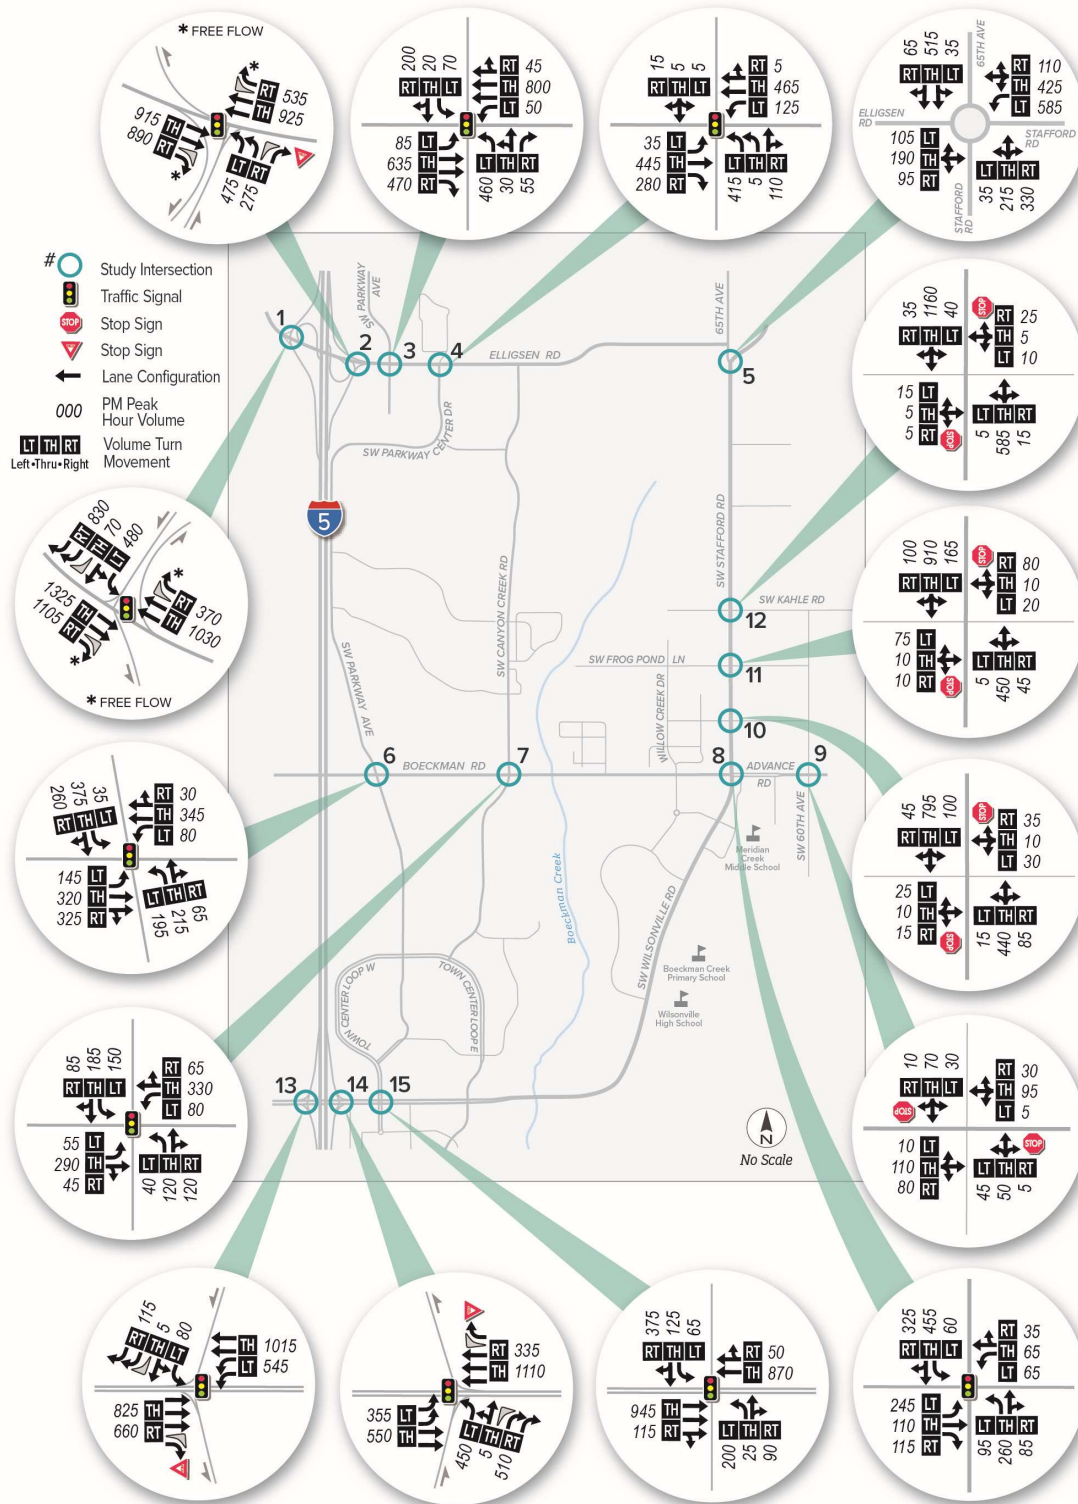 * FREE FLOW
*
RT 535
TH 925
915 TH
890 RT
*
LT RT
475 275
200 20 70
RT TH LT
RT 45
TH 800
LT 50
85 LT
635 TH
470 RT
LT TH RT
460 30 55
15 5 5
RT TH LT
RT 5
TH 465
LT 125
35 LT
445 TH
280 RT
LT TH RT
415 5 110
65 515 35
RT TH LT
65TH AVE
RT 110
TH 425
LT 585
ELLIGSEN RD
STAFFORD RD
105 LT
190 TH
95 RT
LT TH RT
35 215 330
STAFFORD RD
# Study Intersection
Traffic Signal
STOP Stop Sign
Stop Sign
Lane Configuration
000 PM Peak
Hour Volume
LT TH RT Volume Turn
Left•Thru•Right Movement
1
2
3
4
5
SW PARKWAY AVE
ELLIGSEN RD
65TH AVE
SW PARKWAY CENTER DR
5
SW CANYON CREEK RD
SW STAFFORD RD
SW KAHLE RD
12
SW FROG POND LN
11
WILLOW CREEK DR
10
SW PARKWAY AVE
6
BOECKMAN RD
7
8
ADVANCE RD
9
SW 60TH AVE
Meridian
Creek
Middle School
Boeckman Creek
SW WILSONVILLE RD
Boeckman Creek
Primary School
Wilsonville
High School
TOWN CENTER LOOP W
TOWN CENTER LOOP E
13
14
15
N
No Scale
35 1160 40
RT TH LT
STOP
RT 25
TH 5
LT 10
15 LT
5 TH
5 RT
STOP
LT TH RT
5 585 15
100 910 165
RT TH LT
STOP
RT 80
TH 10
LT 20
75 LT
10 TH
10 RT
STOP
LT TH RT
5 450 45
45 795 100
RT TH LT
STOP
RT 35
TH 10
LT 30
25 LT
10 TH
15 RT
STOP
LT TH RT
15 440 85
10 70 30
RT TH LT
STOP
RT 30
TH 95
LT 5
10 LT
110 TH
80 RT
STOP
LT TH RT
45 50 5
325 455 60
RT TH LT
RT 35
TH 65
LT 65
245 LT
110 TH
115 RT
LT TH RT
95 260 85
830 70 480
RT TH LT
*
RT 370
TH 1030
1325 TH
1105 RT
*
* FREE FLOW
260 375 35
RT TH LT
RT 30
TH 345
LT 80
145 LT
320 TH
325 RT
LT TH RT
195 215 65
85 185 150
RT TH LT
RT 65
TH 330
LT 80
55 LT
290 TH
45 RT
LT TH RT
40 120 120
115 5 80
RT TH LT
TH 1015
LT 545
825 TH
660 RT
RT 335
TH 1110
355 LT
550 TH
LT TH RT
450 5 510
375 125 65
RT TH LT
RT 50
TH 870
945 TH
115 RT
LT TH RT
200 25 90